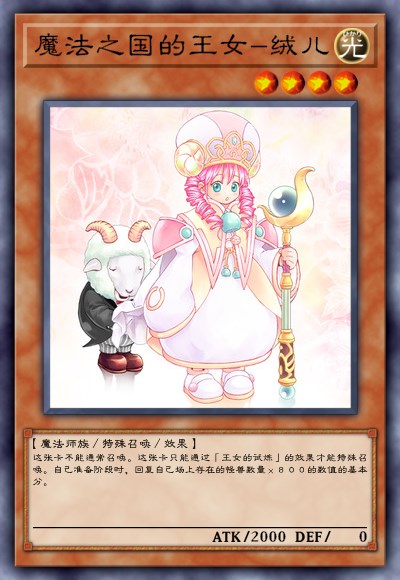 魔法之国的王女-绒儿
光
【魔法师族／特殊召唤／效果】
这张卡不能通常召唤。这张卡只能通过「王女的试炼」的效果才能特殊召
唤。自己准备阶段时，回复自己场上存在的怪兽数量×８００的数值的基本
分。
ATK/2000 DEF/ 0